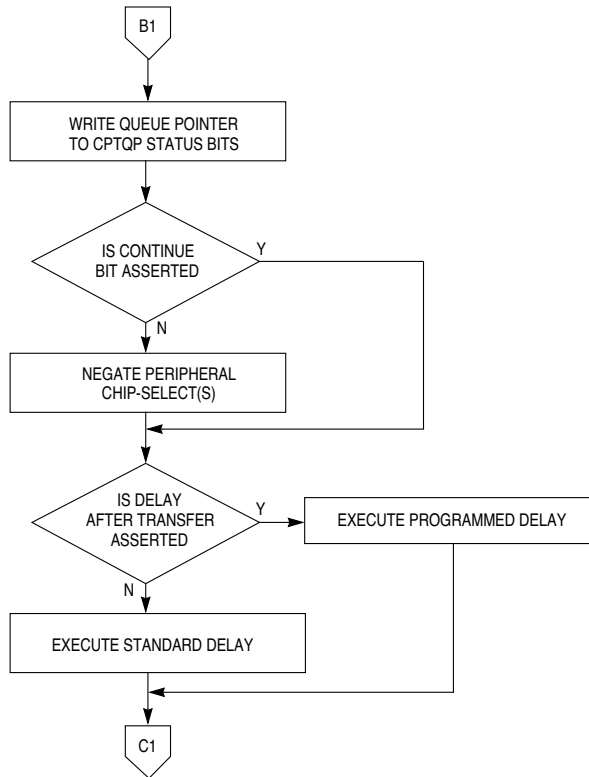 B1
WRITE QUEUE POINTER
TO CPTQP STATUS BITS
IS CONTINUE
BIT ASSERTED
Y
N
NEGATE PERIPHERAL
CHIP-SELECT(S)
IS DELAY
AFTER TRANSFER
ASSERTED
Y
EXECUTE PROGRAMMED DELAY
N
EXECUTE STANDARD DELAY
C1